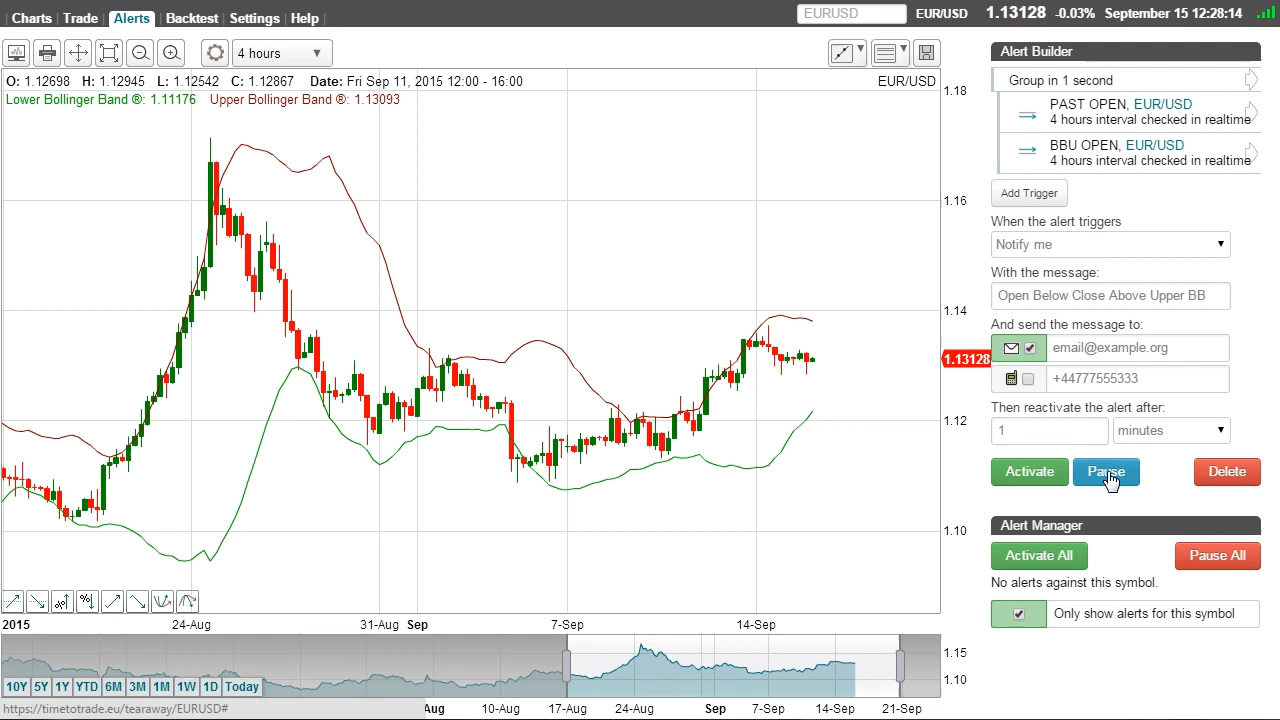 Charts Trade Alerts Backtest Settings Help EURUSD EUR/USD 1.13128 -0.03% September 15 12:28:14
4 hours
O: 1.12698 H: 1.12945 L: 1.12542 C: 1.12867 Date: Fri Sep 11, 2015 12:00 - 16:00 EUR/USD
Lower Bollinger Band ®: 1.11176 Upper Bollinger Band ®: 1.13093
1.18
1.16
1.14
1.13128
1.12
1.10
2015 24-Aug 31-Aug Sep 7-Sep 14-Sep
1.15
1.10
10Y 5Y 1Y YTD 6M 3M 1M 1W 1D Today
https://timetotrade.eu/tearaway/EURUSD#
Aug 10-Aug 17-Aug 24-Aug Sep 7-Sep 14-Sep 21-Sep
Alert Builder
Group in 1 second
PAST OPEN, EUR/USD
4 hours interval checked in realtime
BBU OPEN, EUR/USD
4 hours interval checked in realtime
Add Trigger
When the alert triggers
Notify me
With the message:
Open Below Close Above Upper BB
And send the message to:
email@example.org
+44777555333
Then reactivate the alert after:
1 minutes
Activate Pause Delete
Alert Manager
Activate All Pause All
No alerts against this symbol.
Only show alerts for this symbol